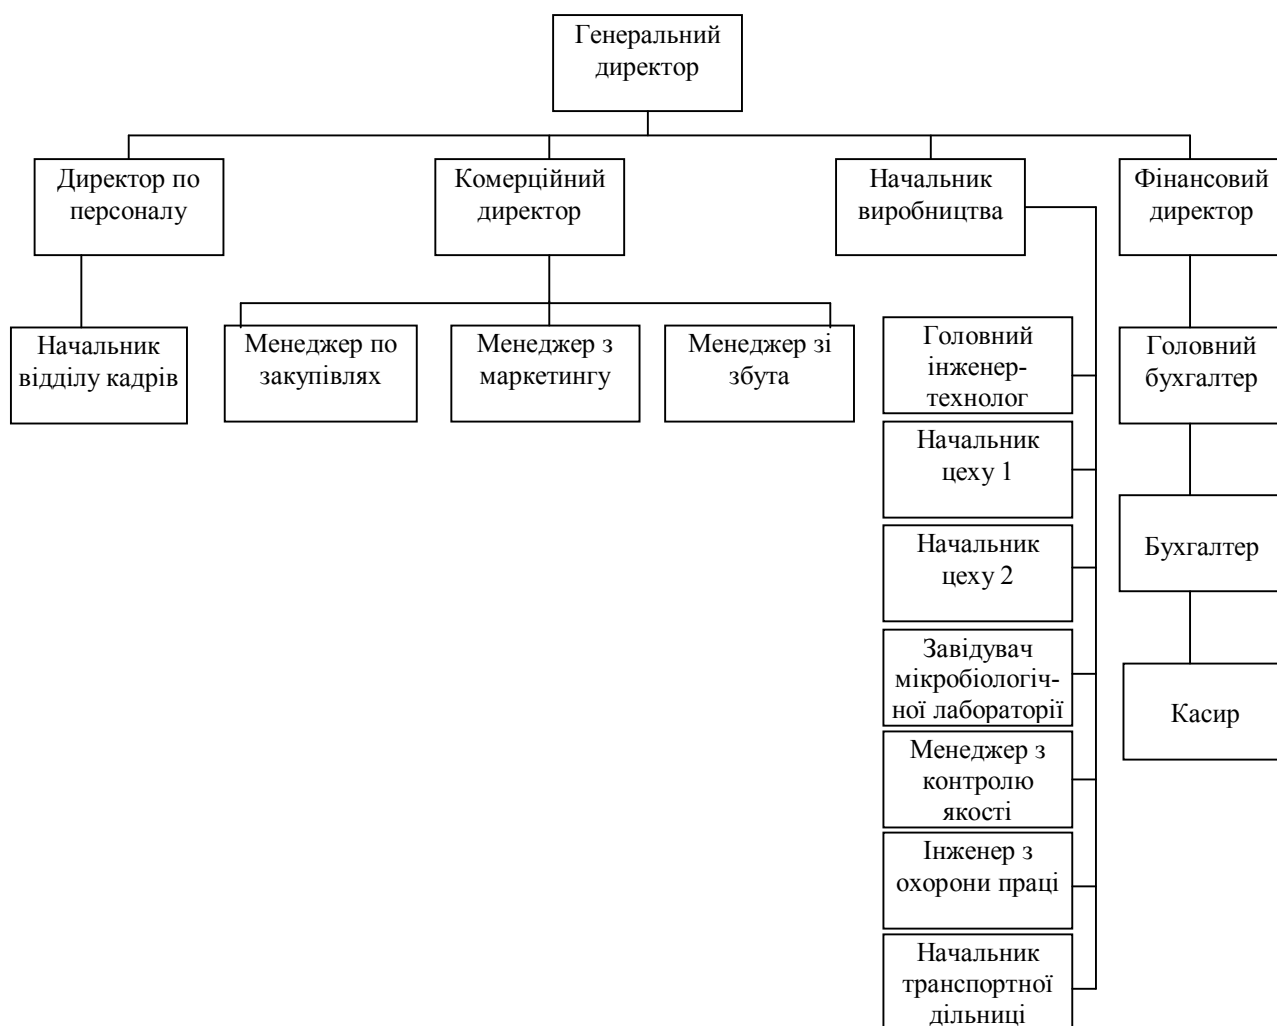 Генеральний
директор
Директор по
персоналу
Комерційний
директор
Начальник
виробництва
Фінансовий
директор
Начальник
відділу кадрів
Менеджер по
закупівлях
Менеджер з
маркетингу
Менеджер зі
збута
Головний
інженер-
технолог
Начальник
цеху 1
Начальник
цеху 2
Завідувач
мікробіологіч-
ної лабораторії
Менеджер з
контролю
якості
Інженер з
охорони праці
Начальник
транспортної
дільниці
Головний
бухгалтер
Бухгалтер
Касир